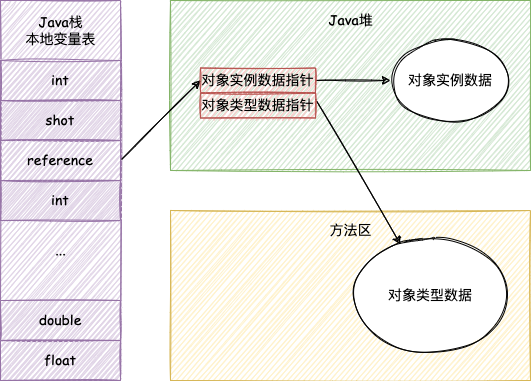 Java栈
本地变量表
int
shot
reference
int
...
double
float
Java堆
对象实例数据指针
对象类型数据指针
对象实例数据
方法区
对象类型数据